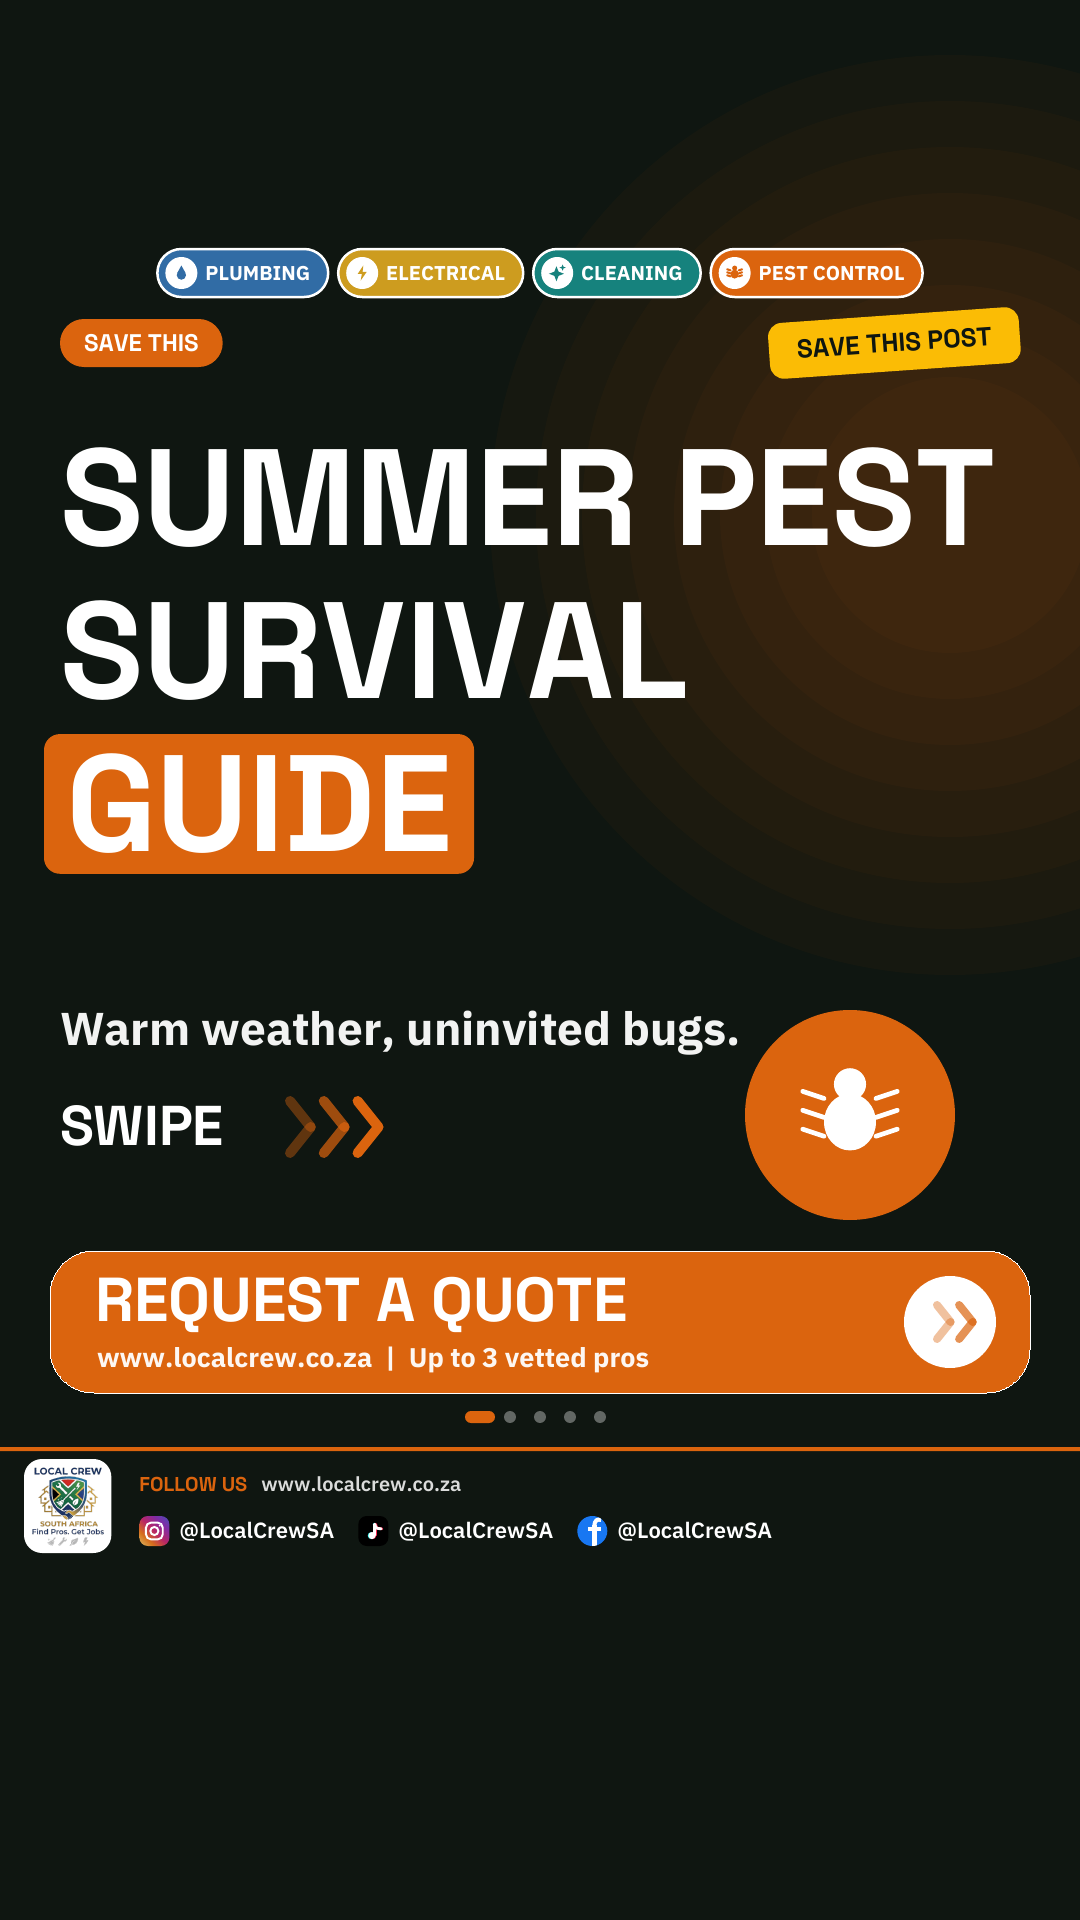 PLUMBING
ELECTRICAL
CLEANING
PEST CONTROL
SAVE THIS
SAVE THIS POST
SUMMER PEST
SURVIVAL
GUIDE
Warm weather, uninvited bugs.
SWIPE
REQUEST A QUOTE
www.localcrew.co.za | Up to 3 vetted pros
LOCAL CREW
SOUTH AFRICA
Find Pros. Get Jobs
FOLLOW US www.localcrew.co.za
@LocalCrewSA @LocalCrewSA @LocalCrewSA